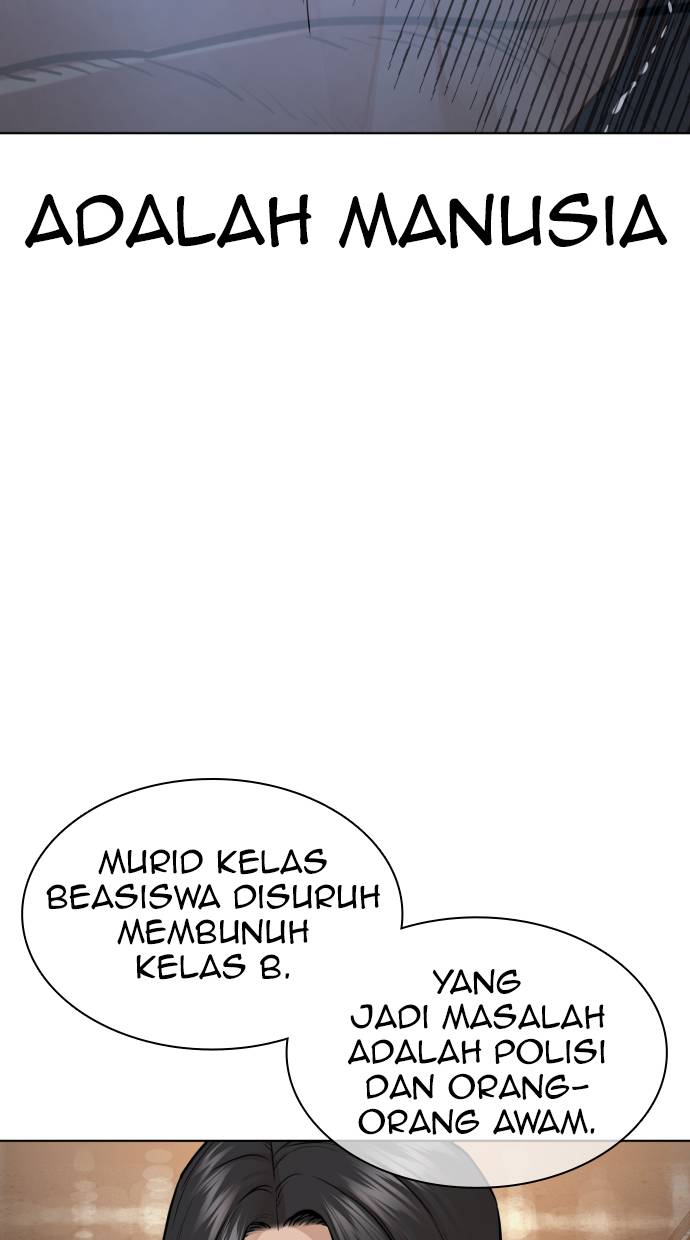 ADALAH MANUSIA
MURID KELAS
BEASISWA DISURUH
MEMBUNUH
KELAS B.
YANG
JADI MASALAH
ADALAH POLISI
DAN ORANG-
ORANG AWAM.